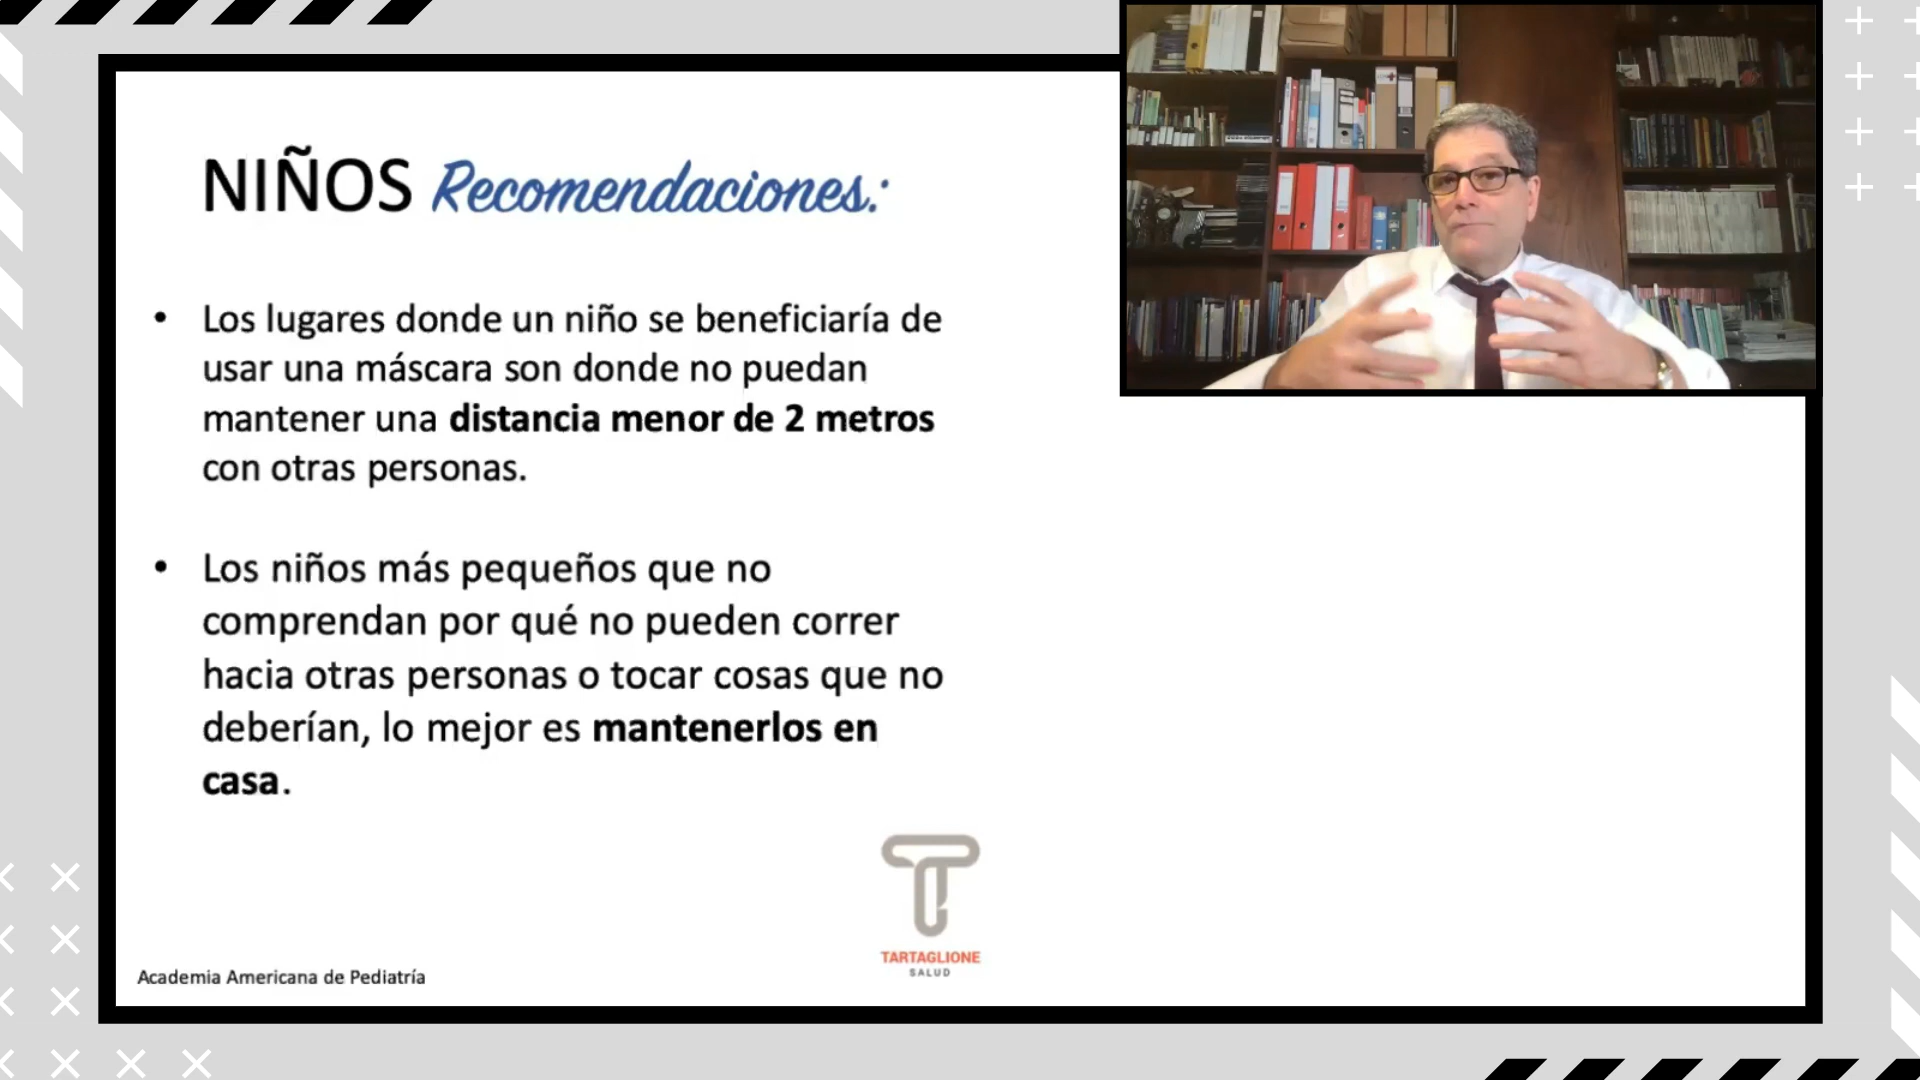 NIÑOS Recomendaciones:
• Los lugares donde un niño se beneficiaría de
usar una máscara son donde no puedan
mantener una distancia menor de 2 metros
con otras personas.
• Los niños más pequeños que no
comprendan por qué no pueden correr
hacia otras personas o tocar cosas que no
deberían, lo mejor es mantenerlos en
casa.
TARTAGLIONE
SALUD
Academia Americana de Pediatría